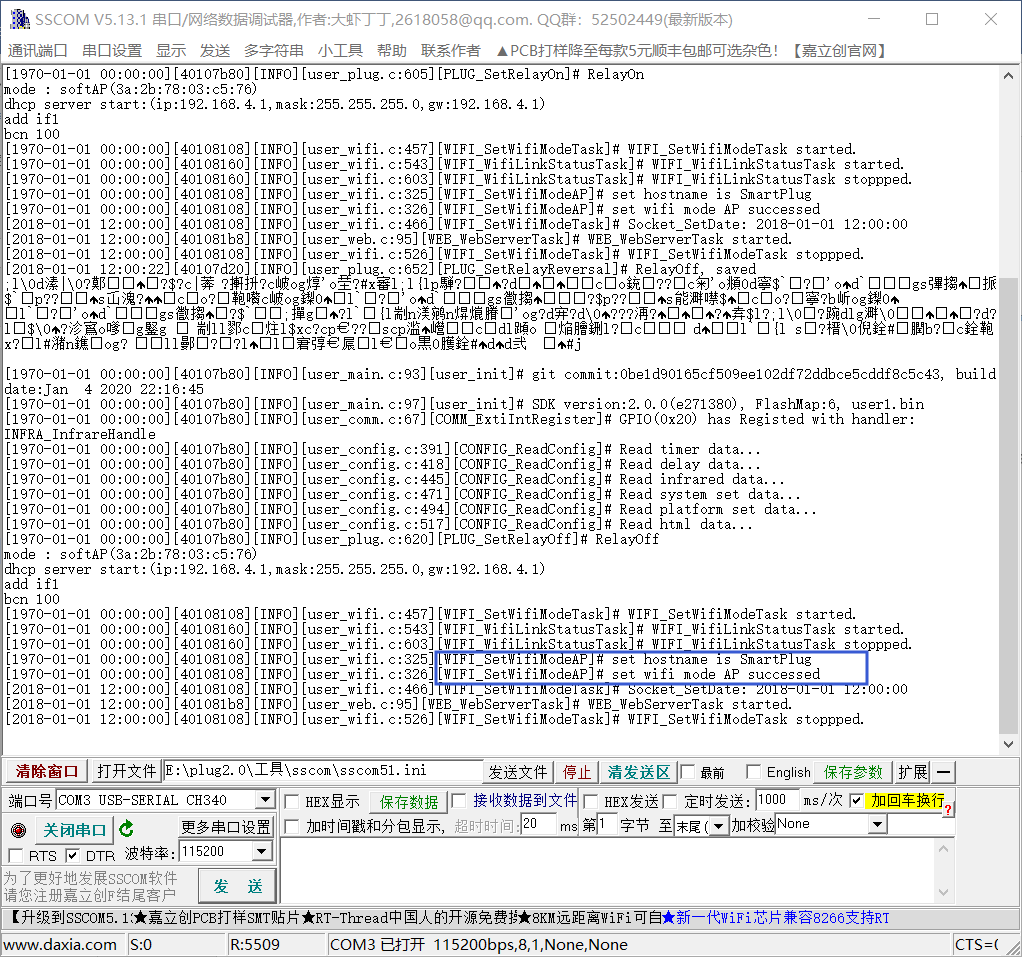 SSCOM V5.13.1 串口/网络数据调试器,作者:大虾丁丁,2618058@qq.com. QQ群：52502449(最新版本)
通讯端口 串口设置 显示 发送 多字符串 小工具 帮助 联系作者 ▲PCB打样降至每款5元顺丰包邮可选杂色！【嘉立创官网】
[1970-01-01 00:00:00][40107b80][INFO][user_plug.c:605][PLUG_SetRelayOn]# RelayOn
mode : softAP(3a:2b:78:03:c5:76)
dhcp server start:(ip:192.168.4.1,mask:255.255.255.0,gw:192.168.4.1)
add if1
bcn 100
[1970-01-01 00:00:00][40108108][INFO][user_wifi.c:457][WIFI_SetWifiModeTask]# WIFI_SetWifiModeTask started.
[1970-01-01 00:00:00][40108160][INFO][user_wifi.c:543][WIFI_WifiLinkStatusTask]# WIFI_WifiLinkStatusTask started.
[1970-01-01 00:00:00][40108160][INFO][user_wifi.c:603][WIFI_WifiLinkStatusTask]# WIFI_WifiLinkStatusTask stoppped.
[1970-01-01 00:00:00][40108108][INFO][user_wifi.c:325][WIFI_SetWifiModeAP]# set hostname is SmartPlug
[1970-01-01 00:00:00][40108108][INFO][user_wifi.c:326][WIFI_SetWifiModeAP]# set wifi mode AP successed
[2018-01-01 12:00:00][40108108][INFO][user_wifi.c:466][WIFI_SetWifiModeTask]# Socket_SetDate: 2018-01-01 12:00:00
[2018-01-01 12:00:00][401081b8][INFO][user_web.c:95][WEB_WebServerTask]# WEB_WebServerTask started.
[2018-01-01 12:00:00][40108108][INFO][user_wifi.c:526][WIFI_SetWifiModeTask]# WIFI_SetWifiModeTask stoppped.
[2018-01-01 12:00:22][40107d20][INFO][user_plug.c:652][PLUG_SetRelayReversal]# RelayOff, saved
[1970-01-01 00:00:00][40107b80][INFO][user_main.c:93][user_init]# git commit:0be1d90165cf509ee102df72ddbce5cddf8c5c43, build
date:Jan  4 2020 22:16:45
[1970-01-01 00:00:00][40107b80][INFO][user_main.c:97][user_init]# SDK version:2.0.0(e271380), FlashMap:6, user1.bin
[1970-01-01 00:00:00][40107b80][INFO][user_comm.c:67][COMM_ExtiIntRegister]# GPIO(0x20) has Registed with handler:
INFRA_InfrareHandle
[1970-01-01 00:00:00][40107b80][INFO][user_config.c:391][CONFIG_ReadConfig]# Read timer data...
[1970-01-01 00:00:00][40107b80][INFO][user_config.c:418][CONFIG_ReadConfig]# Read delay data...
[1970-01-01 00:00:00][40107b80][INFO][user_config.c:445][CONFIG_ReadConfig]# Read infrared data...
[1970-01-01 00:00:00][40107b80][INFO][user_config.c:471][CONFIG_ReadConfig]# Read system set data...
[1970-01-01 00:00:00][40107b80][INFO][user_config.c:494][CONFIG_ReadConfig]# Read platform set data...
[1970-01-01 00:00:00][40107b80][INFO][user_config.c:517][CONFIG_ReadConfig]# Read html data...
[1970-01-01 00:00:00][40107b80][INFO][user_plug.c:620][PLUG_SetRelayOff]# RelayOff
mode : softAP(3a:2b:78:03:c5:76)
dhcp server start:(ip:192.168.4.1,mask:255.255.255.0,gw:192.168.4.1)
add if1
bcn 100
[1970-01-01 00:00:00][40108108][INFO][user_wifi.c:457][WIFI_SetWifiModeTask]# WIFI_SetWifiModeTask started.
[1970-01-01 00:00:00][40108160][INFO][user_wifi.c:543][WIFI_WifiLinkStatusTask]# WIFI_WifiLinkStatusTask started.
[1970-01-01 00:00:00][40108160][INFO][user_wifi.c:603][WIFI_WifiLinkStatusTask]# WIFI_WifiLinkStatusTask stoppped.
[1970-01-01 00:00:00][40108108][INFO][user_wifi.c:325][WIFI_SetWifiModeAP]# set hostname is SmartPlug
[1970-01-01 00:00:00][40108108][INFO][user_wifi.c:326][WIFI_SetWifiModeAP]# set wifi mode AP successed
[2018-01-01 12:00:00][40108108][INFO][user_wifi.c:466][WIFI_SetWifiModeTask]# Socket_SetDate: 2018-01-01 12:00:00
[2018-01-01 12:00:00][401081b8][INFO][user_web.c:95][WEB_WebServerTask]# WEB_WebServerTask started.
[2018-01-01 12:00:00][40108108][INFO][user_wifi.c:526][WIFI_SetWifiModeTask]# WIFI_SetWifiModeTask stoppped.
清除窗口 打开文件 E:\plug2.0\工具\sscom\sscom51.ini 发送文件 停止 清发送区 最前 English 保存参数 扩展 —
端口号 COM3 USB-SERIAL CH340 HEX显示 保存数据 接收数据到文件 HEX发送 定时发送: 1000 ms/次 加回车换行 ?
关闭串口 更多串口设置 加时间戳和分包显示, 超时时间: 20 ms 第1 字节 至 末尾( 加校验 None
RTS DTR 波特率: 115200
为了更好地发展SSCOM软件
请您注册嘉立创F结尾客户
发 送
【升级到SSCOM5.13★嘉立创PCB打样SMT贴片★RT-Thread中国人的开源免费操★8KM远距离WiFi可自★新一代WiFi芯片兼容8266支持RT
www.daxia.com S:0 R:5509 COM3 已打开 115200bps,8,1,None,None CTS=(